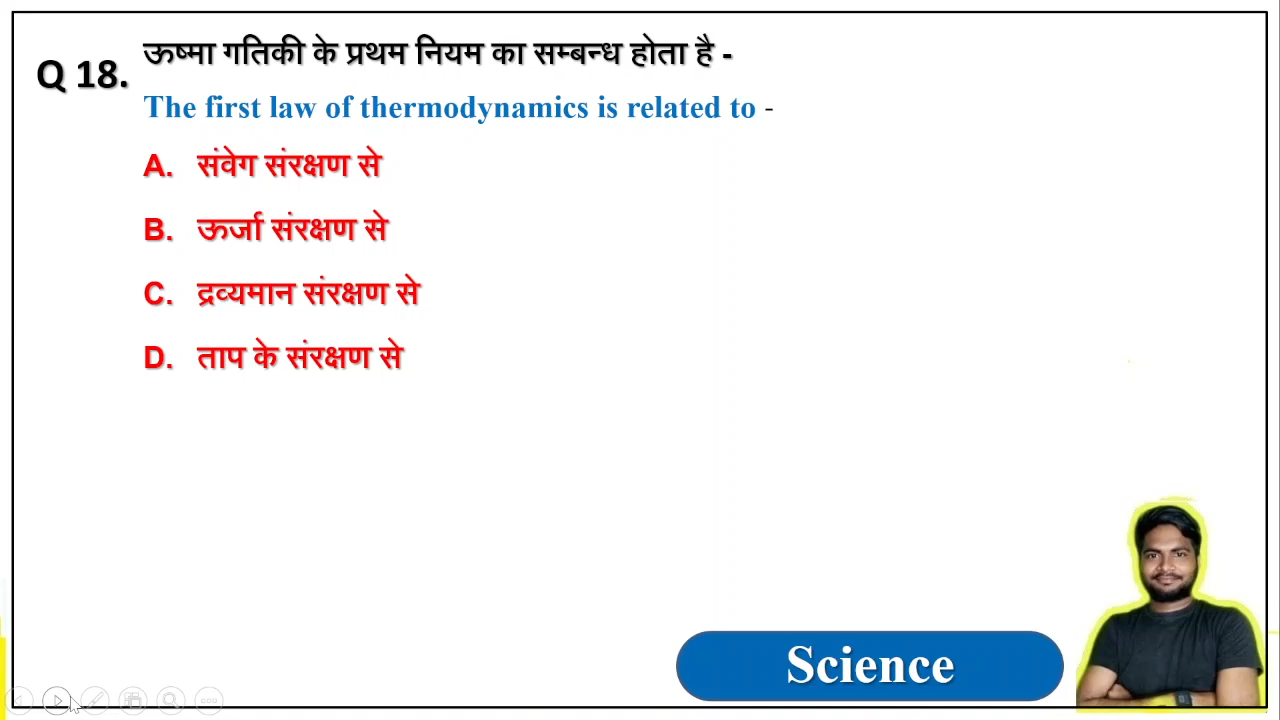 Q 18.
ऊष्मा गतिकी के प्रथम नियम का सम्बन्ध होता है -
The first law of thermodynamics is related to -
A. संवेग संरक्षण से
B. ऊर्जा संरक्षण से
C. द्रव्यमान संरक्षण से
D. ताप के संरक्षण से
Science